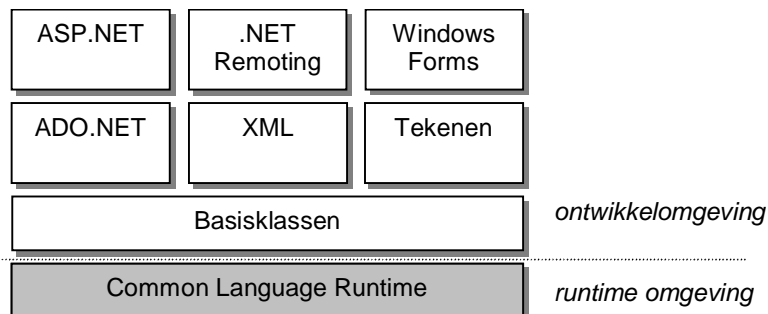 ASP.NET
.NET
Remoting
Windows
Forms
ADO.NET
XML
Tekenen
Basisklassen
ontwikkelomgeving
Common Language Runtime
runtime omgeving